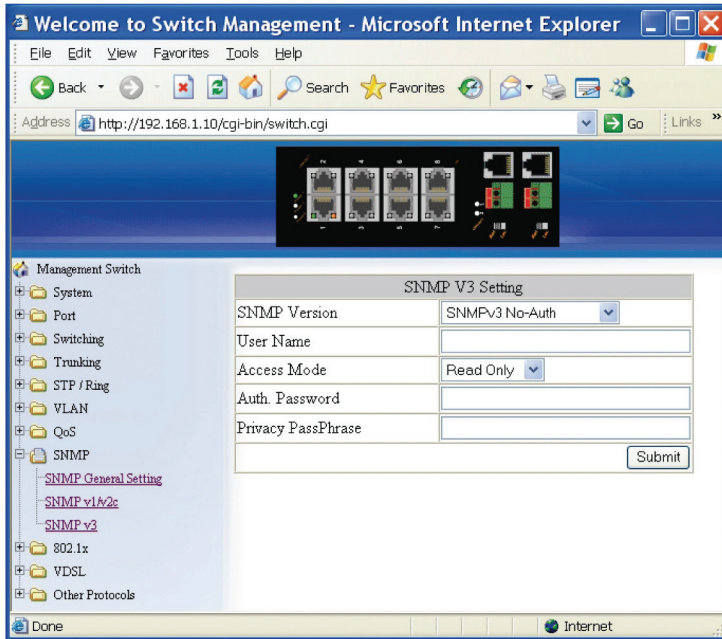 Welcome to Switch Management - Microsoft Internet Explorer
File Edit View Favorites Tools Help
Back Search Favorites
Address http://192.168.1.10/cgi-bin/switch.cgi Go Links »
Management Switch
System
Port
Switching
Trunking
STP / Ring
VLAN
QoS
SNMP
SNMP General Setting
SNMP v1/v2c
SNMP v3
802.1x
VDSL
Other Protocols
SNMP V3 Setting
SNMP Version SNMPv3 No-Auth
User Name
Access Mode Read Only
Auth. Password
Privacy PassPhrase
Submit
Done Internet